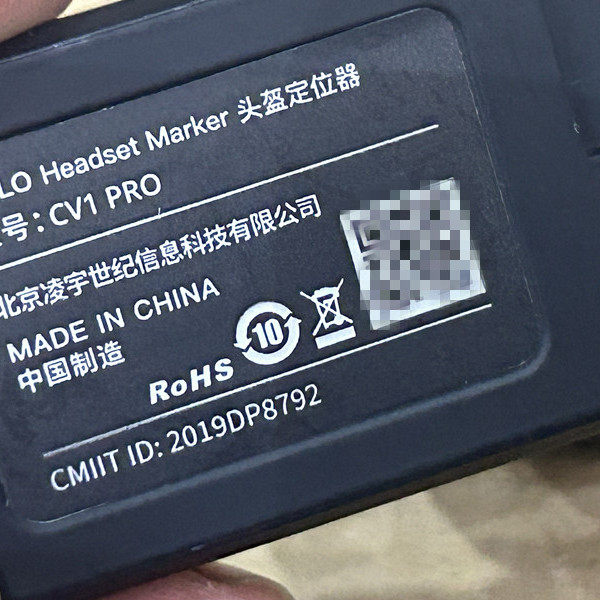 LO Headset Marker 头盔定位器
号：CV1 PRO
北京凌宇世纪信息科技有限公司
MADE IN CHINA
中国制造
RoHS
10
CMIIT ID: 2019DP8792